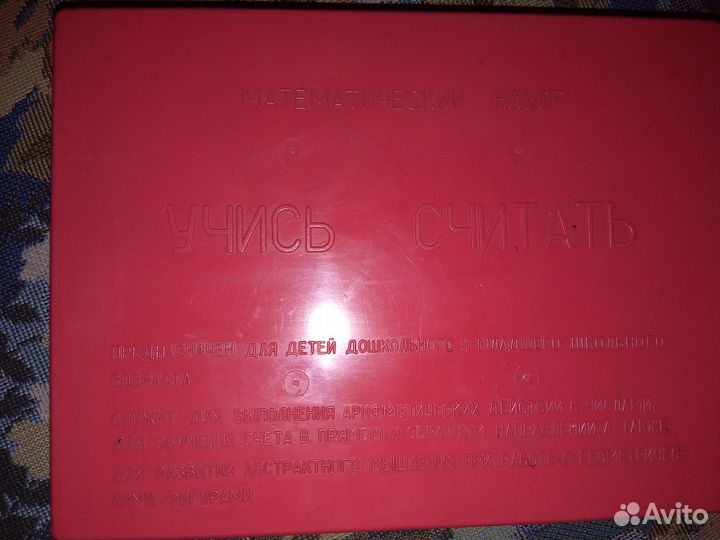 МАТЕМАТИЧЕСКИЙ НАБОР
УЧИСЬ СЧИТАТЬ
ПРЕДНАЗНАЧЕН ДЛЯ ДЕТЕЙ ДОШКОЛЬНОГО И МЛАДШЕГО ШКОЛЬНОГО
ВОЗРАСТА
СЛУЖИТ ДЛЯ ВЫПОЛНЕНИЯ АРИФМЕТИЧЕСКИХ ДЕЙСТВИЙ С ЧИСЛАМИ,
ДЛЯ ОБУЧЕНИЯ СЧЕТА В ПРЯМОМ И ОБРАТНОМ НАПРАВЛЕНИИ, А ТАКЖЕ
ДЛЯ РАЗВИТИЯ АБСТРАКТНОГО МЫШЛЕНИЯ ПРИ РАБОТЕ С ГЕОМЕТРИЧЕС-
КИМИ ФИГУРАМИ
Avito